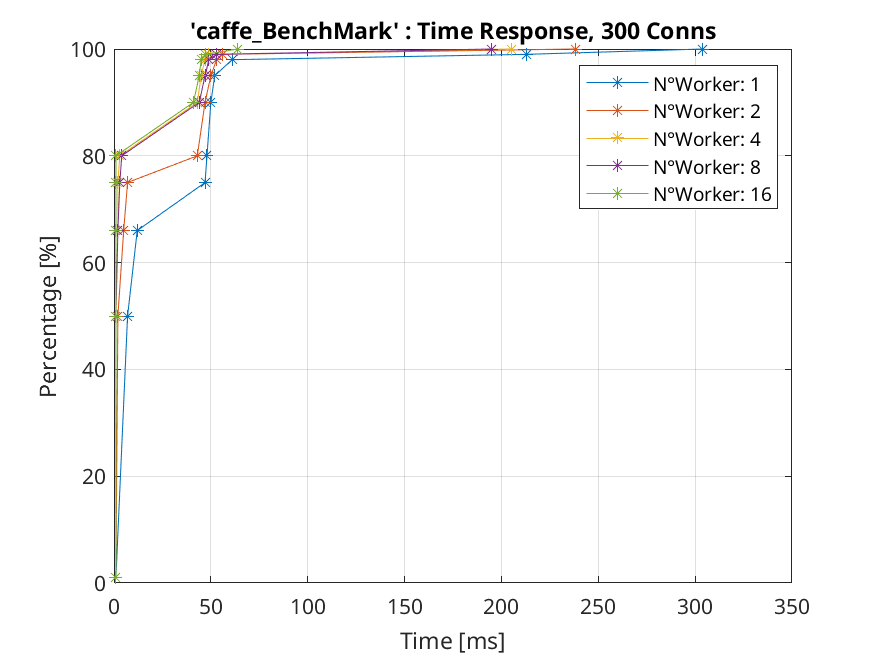 'caffe_BenchMark' : Time Response, 300 Conns
100
80
60
40
20
0
Percentage [%]
N°Worker: 1
N°Worker: 2
N°Worker: 4
N°Worker: 8
N°Worker: 16
0 50 100 150 200 250 300 350
Time [ms]